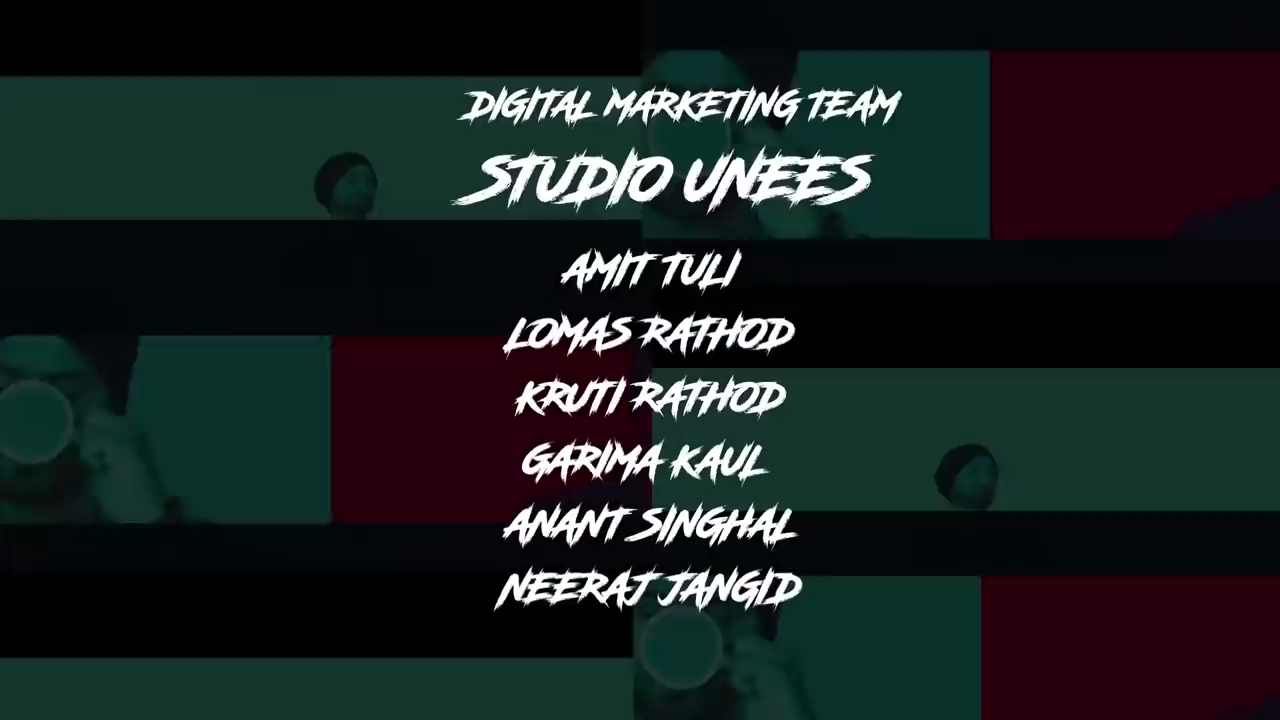 DIGITAL MARKETING TEAM
STUDIO UNEES
AMIT TULI
LOMAS RATHOD
KRUTI RATHOD
GARIMA KAUL
ANANT SINGHAL
NEERAJ JANGID